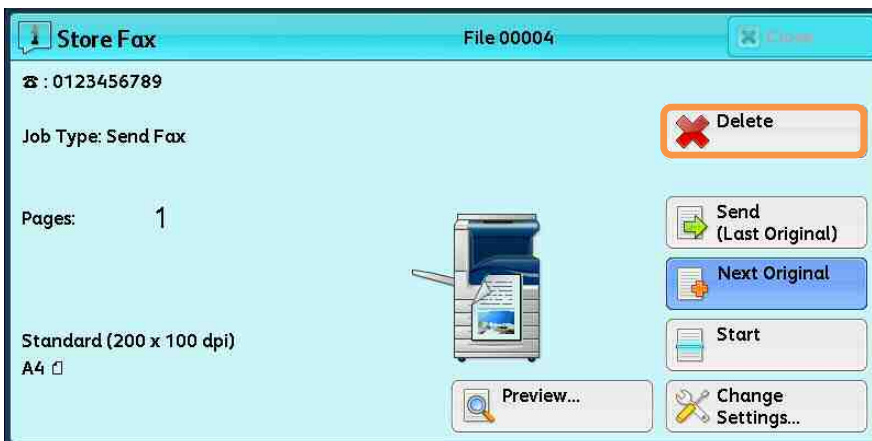 Store Fax
File 00004
Close
☎ : 0123456789
Delete
Job Type: Send Fax
Pages: 1
Send
(Last Original)
Next Original
Standard (200 x 100 dpi)
Start
A4
Preview...
Change
Settings...